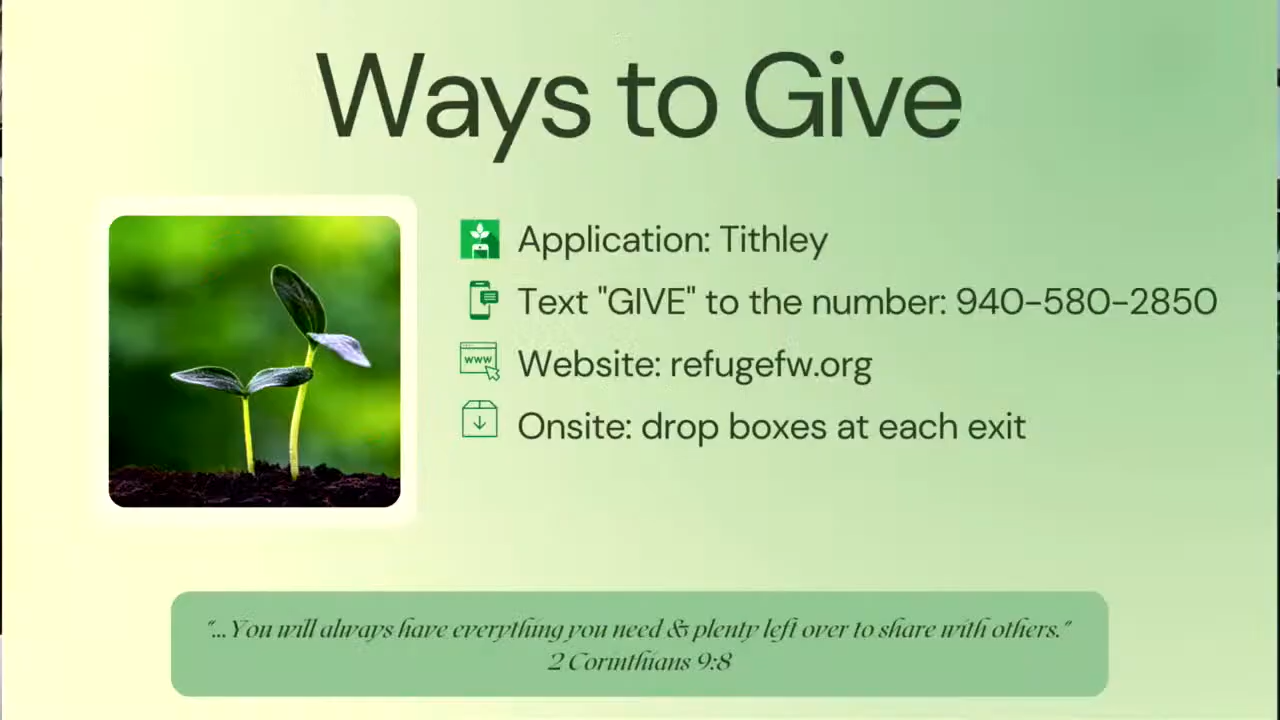 Ways to Give
Application: Tithley
Text "GIVE" to the number: 940-580-2850
www
Website: refugefw.org
Onsite: drop boxes at each exit
"...You will always have everything you need & plenty left over to share with others."
2 Corinthians 9:8